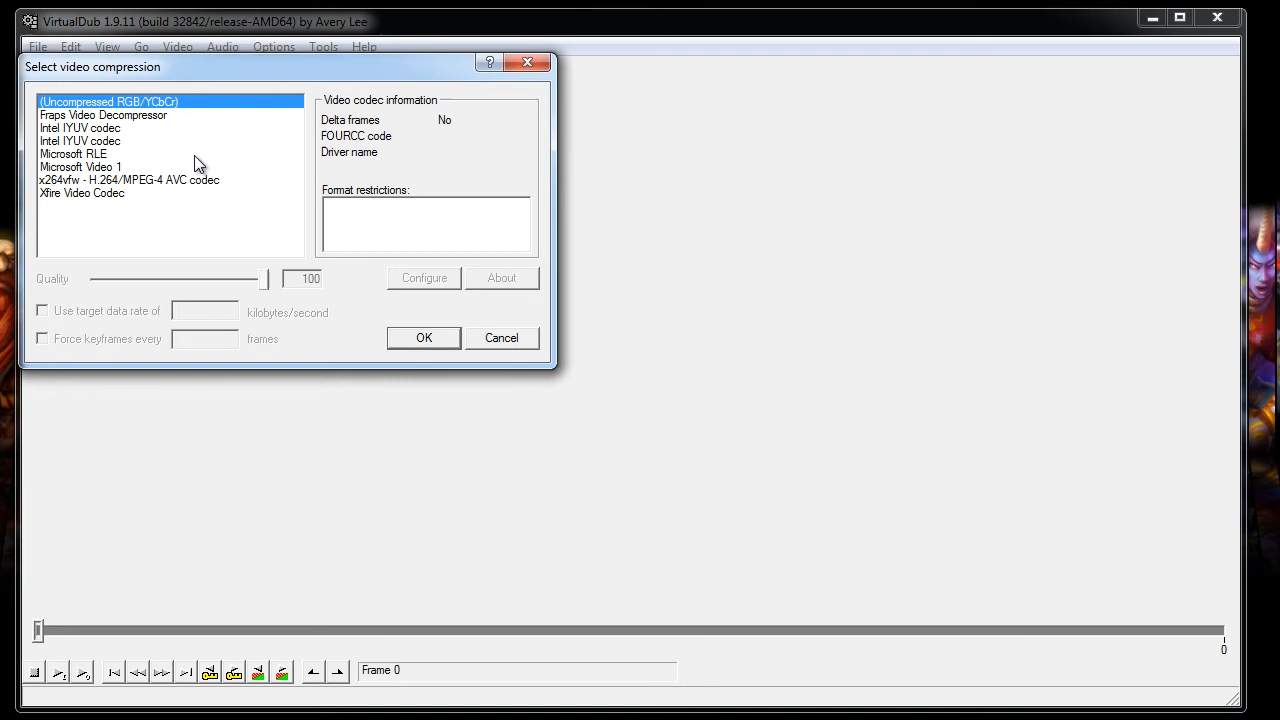 VirtualDub 1.9.11 (build 32842/release-AMD64) by Avery Lee
File Edit View Go Video Audio Options Tools Help
Select video compression
(Uncompressed RGB/YCbCr)
Fraps Video Decompressor
Intel IYUV codec
Intel IYUV codec
Microsoft RLE
Microsoft Video 1
x264vfw - H.264/MPEG-4 AVC codec
Xfire Video Codec
Video codec information
Delta frames No
FOURCC code
Driver name
Format restrictions:
Quality 100 Configure About
Use target data rate of kilobytes/second
Force keyframes every frames OK Cancel
0
Frame 0